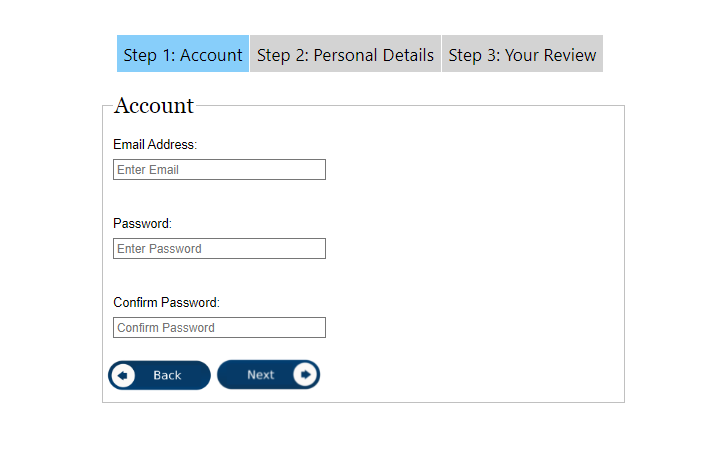 Step 1: Account Step 2: Personal Details Step 3: Your Review
Account
Email Address:
Enter Email
Password:
Enter Password
Confirm Password:
Confirm Password
Back Next